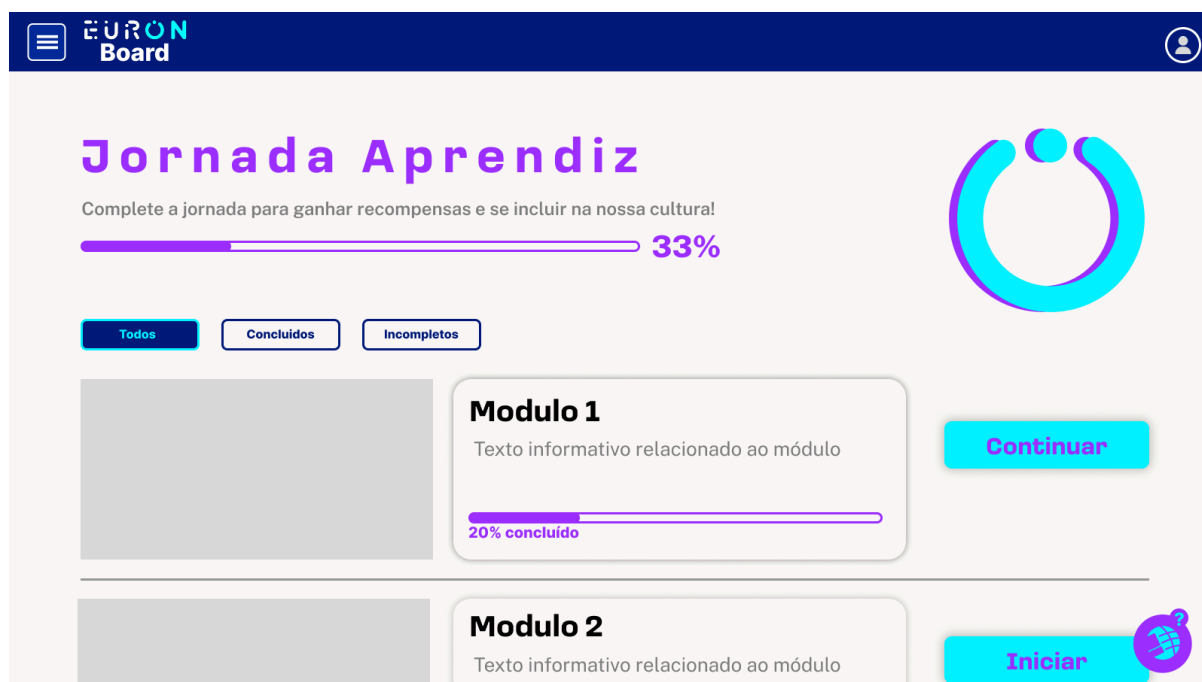 EURON
Board
Jornada Aprendiz
Complete a jornada para ganhar recompensas e se incluir na nossa cultura!
33%
Todos
Concluidos
Incompletos
Modulo 1
Texto informativo relacionado ao módulo
Continuar
20% concluído
Modulo 2
Texto informativo relacionado ao módulo
Iniciar
?